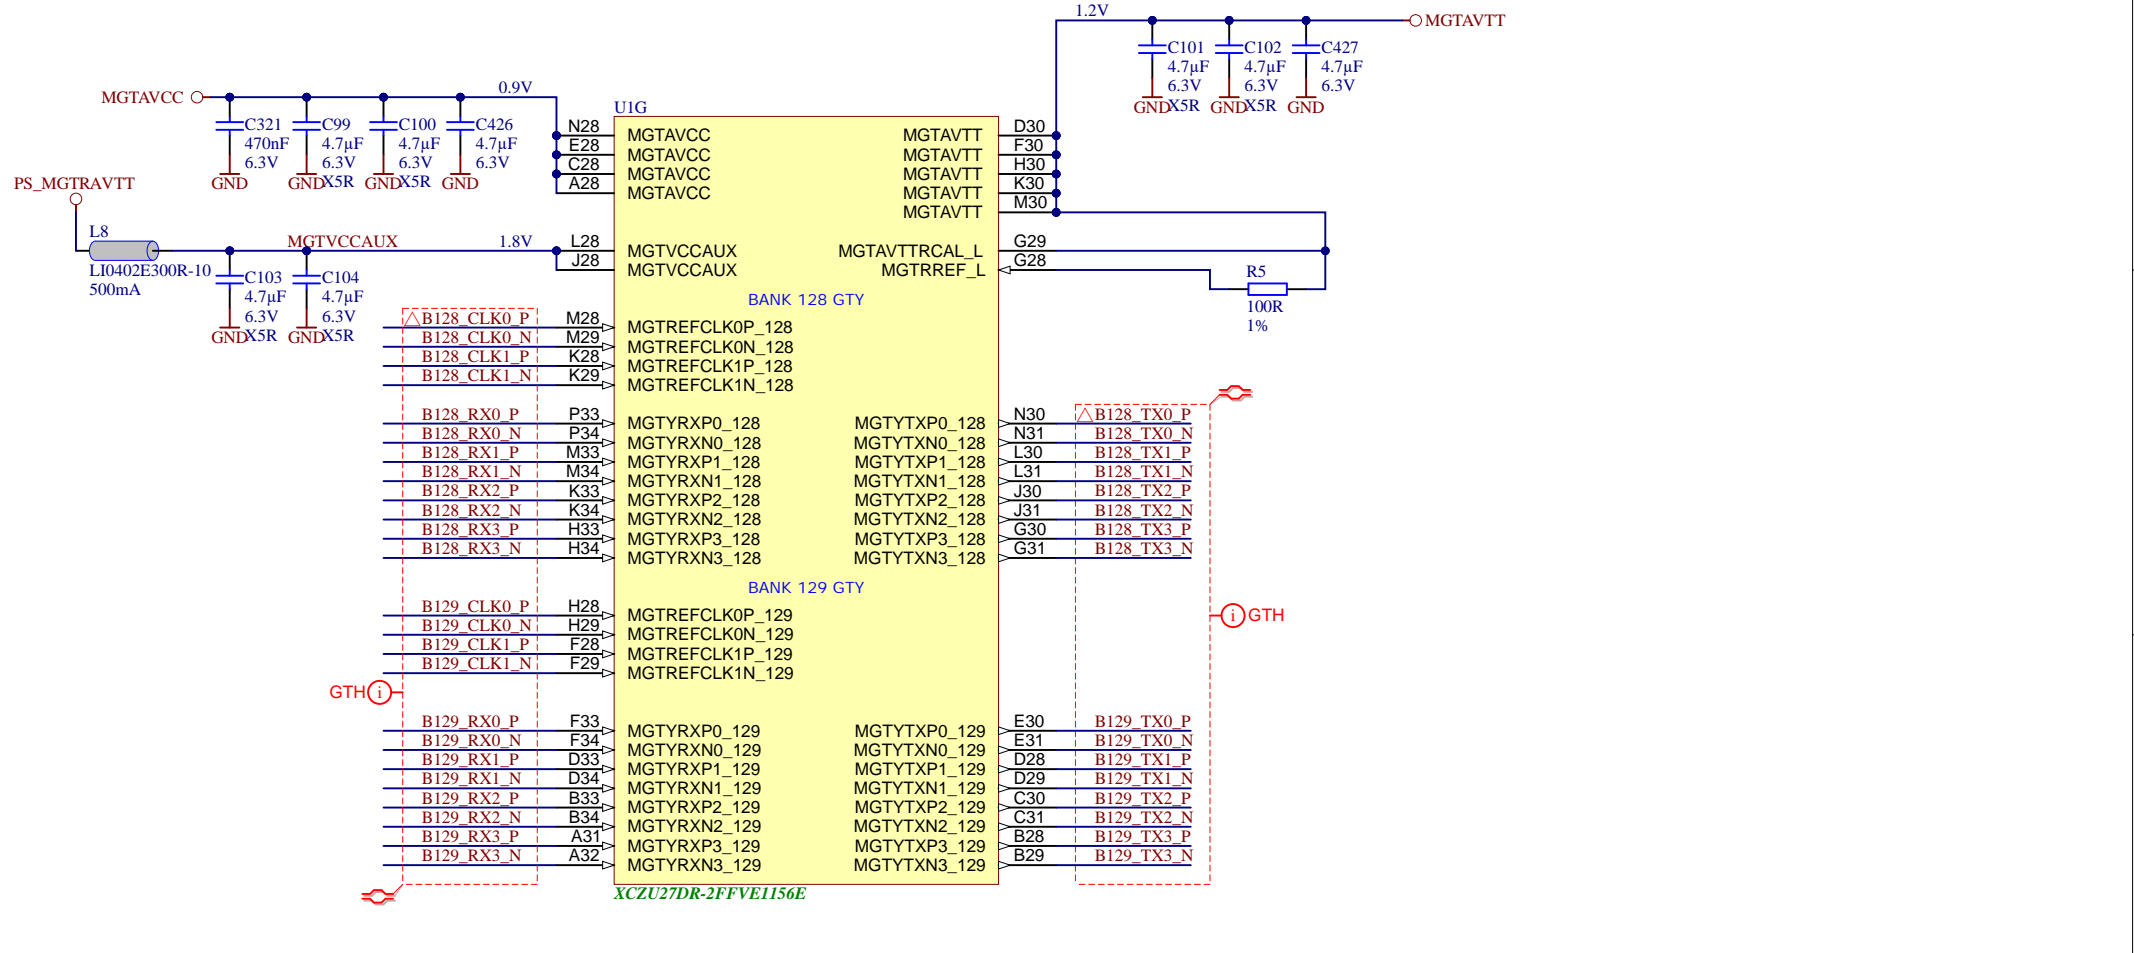 1.2V
MGTAVTT
C101
4.7µF
6.3V
X5R
GND
C102
4.7µF
6.3V
X5R
GND
C427
4.7µF
6.3V
GND
MGTAVCC
0.9V
C321
470nF
6.3V
GND
C99
4.7µF
6.3V
X5R
GND
C100
4.7µF
6.3V
X5R
GND
C426
4.7µF
6.3V
GND
PS_MGTRAVTT
L8
LI0402E300R-10
500mA
MGTVCCAUX
1.8V
C103
4.7µF
6.3V
X5R
GND
C104
4.7µF
6.3V
X5R
GND
U1G
N28 MGTAVCC MGTAVTT D30
E28 MGTAVCC MGTAVTT F30
C28 MGTAVCC MGTAVTT H30
A28 MGTAVCC MGTAVTT K30
MGTAVTT M30
L28 MGTVCCAUX MGTAVTTRCAL_L G29
J28 MGTVCCAUX MGTRREF_L G28
R5
100R
1%
BANK 128 GTY
B128_CLK0_P M28 MGTREFCLK0P_128
B128_CLK0_N M29 MGTREFCLK0N_128
B128_CLK1_P K28 MGTREFCLK1P_128
B128_CLK1_N K29 MGTREFCLK1N_128
B128_RX0_P P33 MGTYRXP0_128 MGTYTXP0_128 N30 B128_TX0_P
B128_RX0_N P34 MGTYRXN0_128 MGTYTXN0_128 N31 B128_TX0_N
B128_RX1_P M33 MGTYRXP1_128 MGTYTXP1_128 L30 B128_TX1_P
B128_RX1_N M34 MGTYRXN1_128 MGTYTXN1_128 L31 B128_TX1_N
B128_RX2_P K33 MGTYRXP2_128 MGTYTXP2_128 J30 B128_TX2_P
B128_RX2_N K34 MGTYRXN2_128 MGTYTXN2_128 J31 B128_TX2_N
B128_RX3_P H33 MGTYRXP3_128 MGTYTXP3_128 G30 B128_TX3_P
B128_RX3_N H34 MGTYRXN3_128 MGTYTXN3_128 G31 B128_TX3_N
BANK 129 GTY
B129_CLK0_P H28 MGTREFCLK0P_129
i GTH
B129_CLK0_N H29 MGTREFCLK0N_129
B129_CLK1_P F28 MGTREFCLK1P_129
B129_CLK1_N F29 MGTREFCLK1N_129
GTH i
B129_RX0_P F33 MGTYRXP0_129 MGTYTXP0_129 E30 B129_TX0_P
B129_RX0_N F34 MGTYRXN0_129 MGTYTXN0_129 E31 B129_TX0_N
B129_RX1_P D33 MGTYRXP1_129 MGTYTXP1_129 D28 B129_TX1_P
B129_RX1_N D34 MGTYRXN1_129 MGTYTXN1_129 D29 B129_TX1_N
B129_RX2_P B33 MGTYRXP2_129 MGTYTXP2_129 C30 B129_TX2_P
B129_RX2_N B34 MGTYRXN2_129 MGTYTXN2_129 C31 B129_TX2_N
B129_RX3_P A31 MGTYRXP3_129 MGTYTXP3_129 B28 B129_TX3_P
B129_RX3_N A32 MGTYRXN3_129 MGTYTXN3_129 B29 B129_TX3_N
XCZU27DR-2FFVE1156E